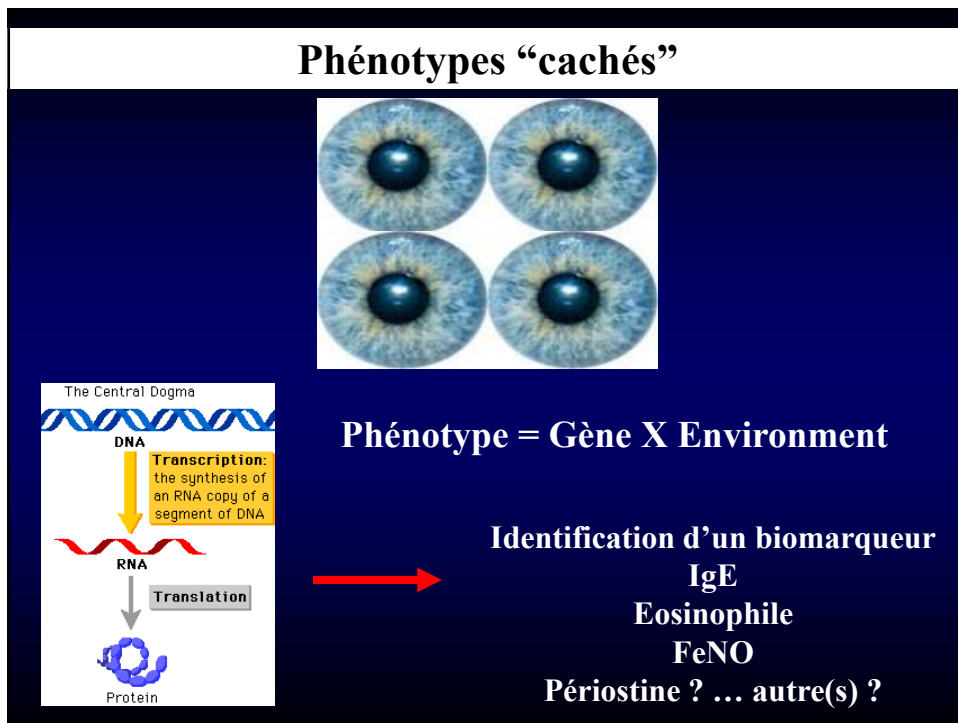 Phénotypes “cachés”
The Central Dogma
DNA
Transcription:
the synthesis of
an RNA copy of a
segment of DNA
RNA
Translation
Protein
Phénotype = Gène X Environment
Identification d’un biomarqueur
IgE
Eosinophile
FeNO
Périostine ? … autre(s) ?